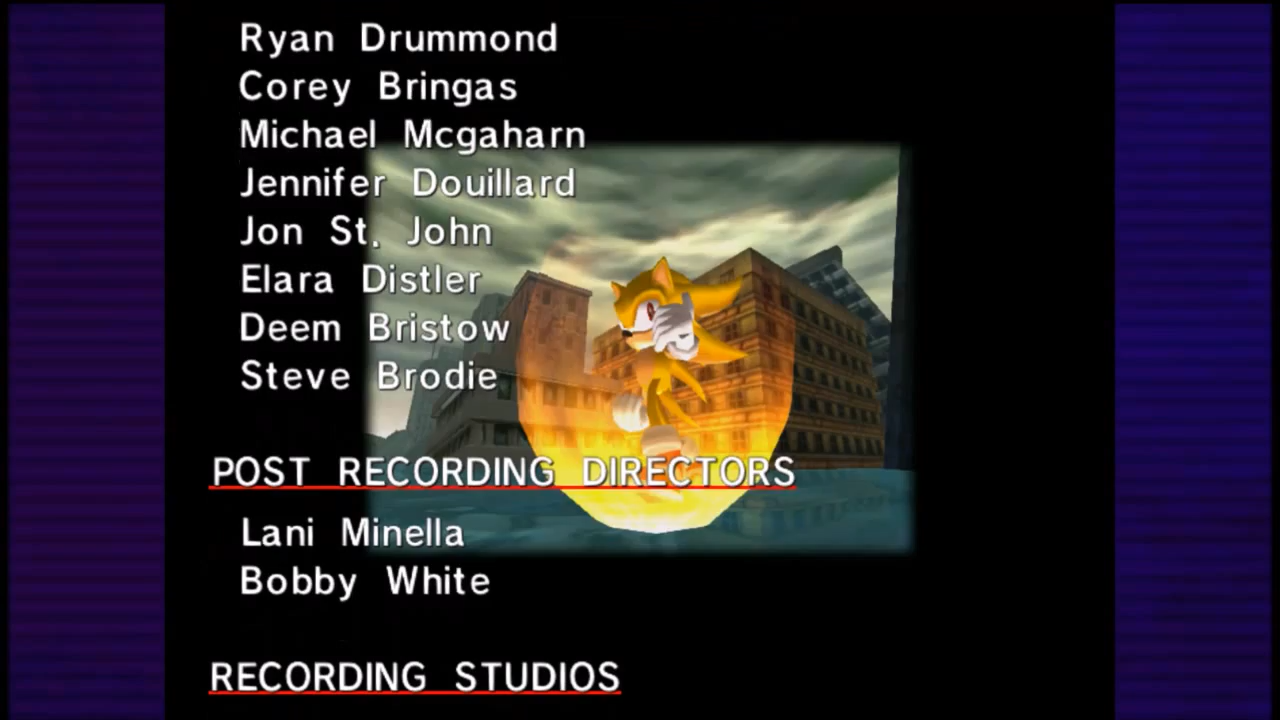 Ryan Drummond
Corey Bringas
Michael Mcgaharn
Jennifer Douillard
Jon St. John
Elara Distler
Deem Bristow
Steve Brodie
POST RECORDING DIRECTORS
Lani Minella
Bobby White
RECORDING STUDIOS